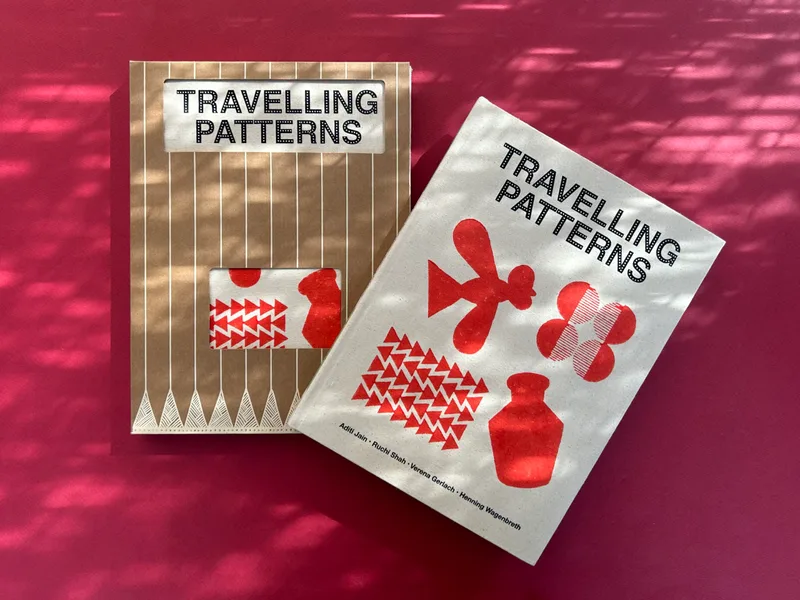 TRAVELLING
PATTERNS
TRAVELLING
PATTERNS
Aditi Jain • Ruchi Shah • Verena Gerlach • Henning Wagenbreth